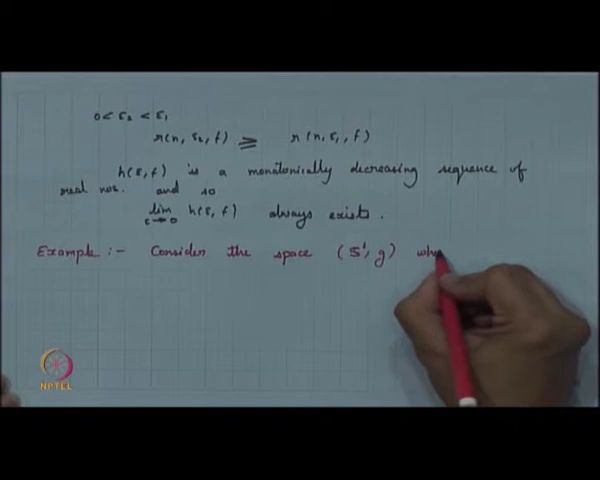 0 < ε₂ < ε₁
r(n, ε₂, f) ≥ r(n, ε₁, f)
h(ε, f) is a monotonically decreasing sequence of
real nos. and so
lim ε→0 h(ε, f) always exists.
Example :- Consider the space (S¹, g) whe
NPTEL